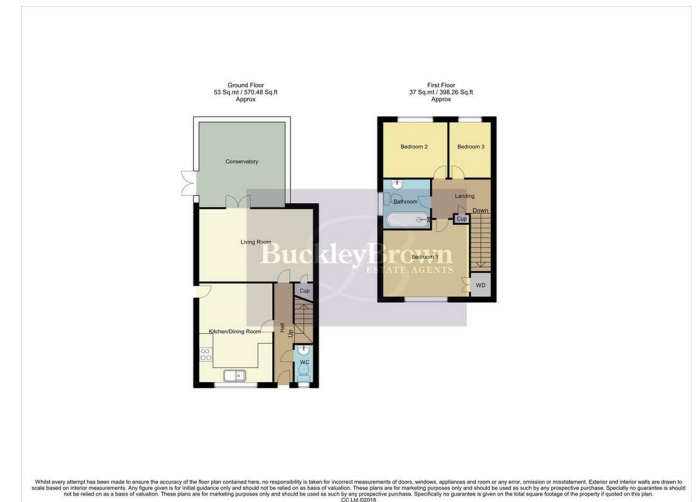 Ground Floor
53 Sq.mt / 570.48 Sq.ft
Approx
Conservatory
Living Room
Cup
Kitchen/Dining Room
Hall
Up
WC
First Floor
37 Sq.mt / 398.26 Sq.ft
Approx
Bedroom 2
Bedroom 3
Bathroom
Landing
Down
Cup
Bedroom 1
WD
BuckleyBrown
ESTATE AGENTS
Whilst every attempt has been made to ensure the accuracy of the floor plan contained here, no responsibility is taken for incorrect measurements of doors, windows, appliances and room or any error, omission or misstatement. Exterior and interior walls are drawn to
scale based on interior measurements. Any figure given is for initial guidance only and should not be relied on as basis of valuation. These plans are for marketing purposes only and should be used as such by any prospective purchase. Specially no guarantee is should
not be relied on as a basis of valuation. These plans are for marketing purposes only and should be used as such by any prospective purchase. Specifically no guarantee is given on the total square footage of the property if quoted on this plan.
CC Ltd ©2018